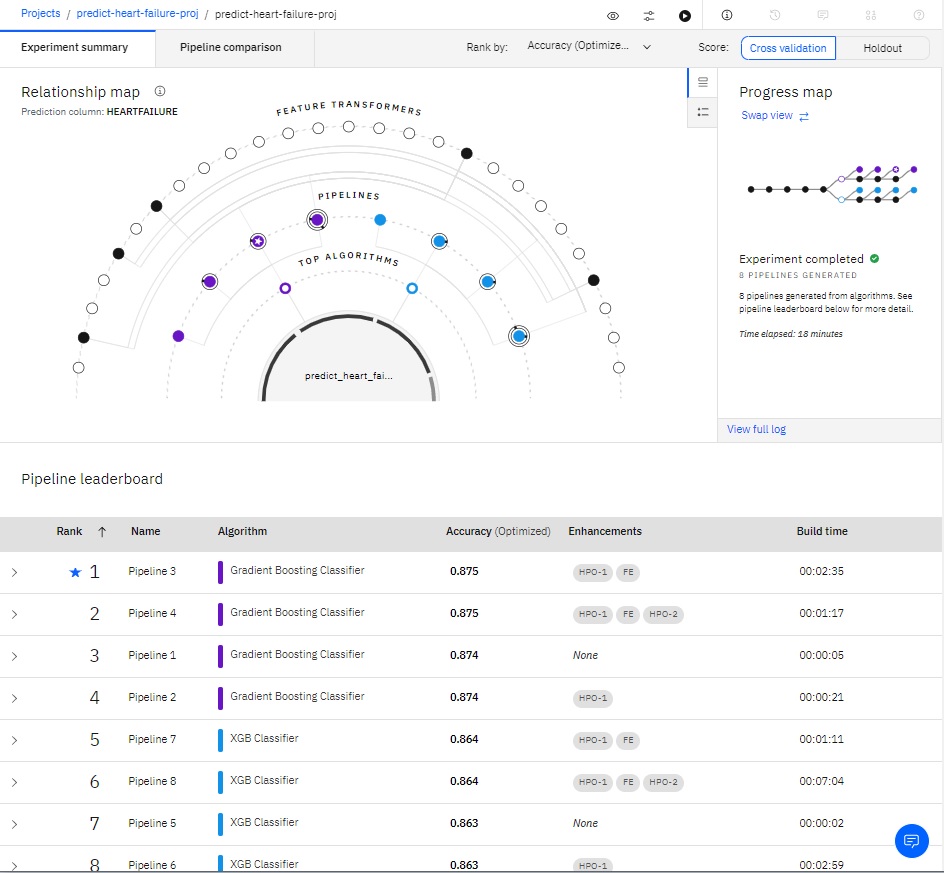 Projects / predict-heart-failure-proj / predict-heart-failure-proj
Experiment summary Pipeline comparison Rank by: Accuracy (Optimize... Score: Cross validation Holdout
Relationship map
Prediction column: HEARTFAILURE
FEATURE TRANSFORMERS
PIPELINES
TOP ALGORITHMS
predict_heart_fai...
Progress map
Swap view
Experiment completed
8 PIPELINES GENERATED
8 pipelines generated from algorithms. See
pipeline leaderboard below for more detail.
Time elapsed: 18 minutes
View full log
Pipeline leaderboard
Rank Name Algorithm Accuracy (Optimized) Enhancements Build time
1 Pipeline 3 Gradient Boosting Classifier 0.875 HPO-1 FE 00:02:35
2 Pipeline 4 Gradient Boosting Classifier 0.875 HPO-1 FE HPO-2 00:01:17
3 Pipeline 1 Gradient Boosting Classifier 0.874 None 00:00:05
4 Pipeline 2 Gradient Boosting Classifier 0.874 HPO-1 00:00:21
5 Pipeline 7 XGB Classifier 0.864 HPO-1 FE 00:01:11
6 Pipeline 8 XGB Classifier 0.864 HPO-1 FE HPO-2 00:07:04
7 Pipeline 5 XGB Classifier 0.863 None 00:00:02
8 Pipeline 6 XGB Classifier 0.863 HPO-1 00:02:59